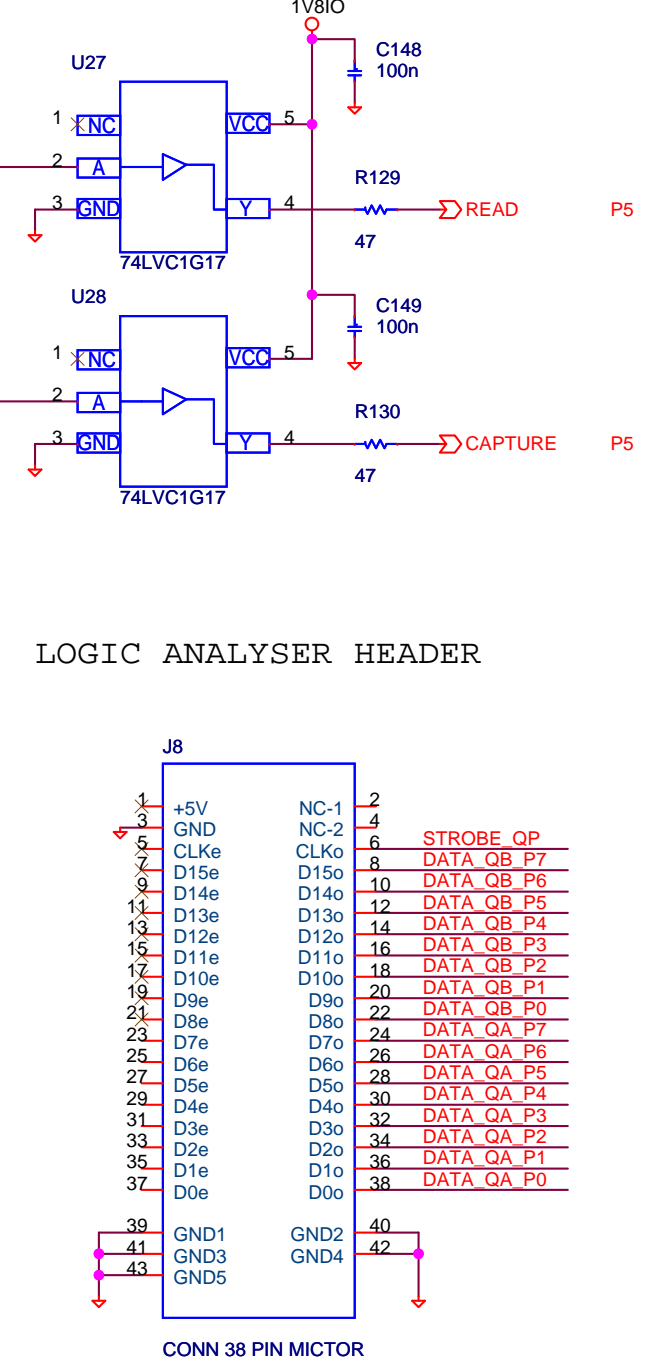 1V8IO
U27
C148
100n
1 NC VCC 5
2 A
R129
3 GND Y 4 READ P5
47
74LVC1G17
U28
C149
100n
1 NC VCC 5
2 A
R130
3 GND Y 4 CAPTURE P5
47
74LVC1G17
LOGIC ANALYSER HEADER
J8
1 +5V NC-1 2
3 GND NC-2 4
5 CLKe CLKo 6 STROBE_QP
7 D15e D15o 8 DATA_QB_P7
9 D14e D14o 10 DATA_QB_P6
11 D13e D13o 12 DATA_QB_P5
13 D12e D12o 14 DATA_QB_P4
15 D11e D11o 16 DATA_QB_P3
17 D10e D10o 18 DATA_QB_P2
19 D9e D9o 20 DATA_QB_P1
21 D8e D8o 22 DATA_QB_P0
23 D7e D7o 24 DATA_QA_P7
25 D6e D6o 26 DATA_QA_P6
27 D5e D5o 28 DATA_QA_P5
29 D4e D4o 30 DATA_QA_P4
31 D3e D3o 32 DATA_QA_P3
33 D2e D2o 34 DATA_QA_P2
35 D1e D1o 36 DATA_QA_P1
37 D0e D0o 38 DATA_QA_P0
39 GND1 GND2 40
41 GND3 GND4 42
43 GND5
CONN 38 PIN MICTOR